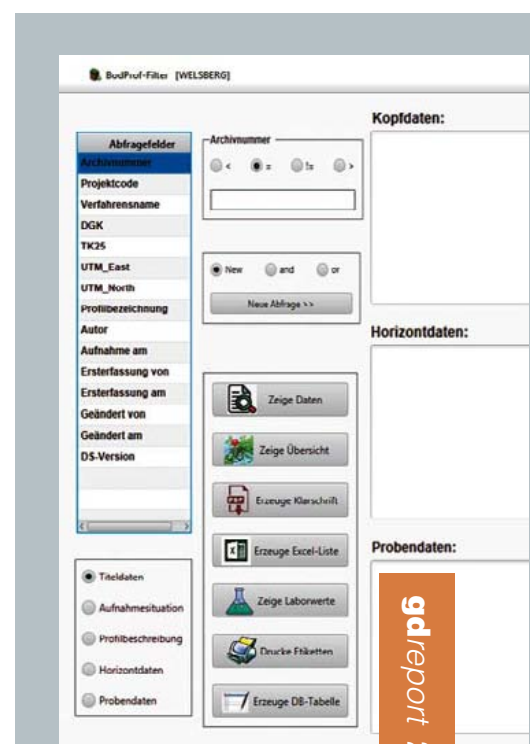 BodProf-Filter [WELSBERG]
Kopfdaten:
Abfragefelder
Archivnummer
Projektcode
Verfahrensname
DGK
TK25
UTM_East
UTM_North
Profilbezeichnung
Autor
Aufnahme am
Ersterfassung von
Ersterfassung am
Geändert von
Geändert am
DS-Version
Archivnummer
< = != >
New and or
Neue Abfrage >>
Horizontdaten:
Zeige Daten
Zeige Übersicht
Erzeuge Klarschrift
Erzeuge Excel-Liste
Zeige Laborwerte
Drucke Etiketten
Erzeuge DB-Tabelle
Titeldaten
Aufnahmesituation
Profilbeschreibung
Horizontdaten
Probendaten
Probendaten:
gdreport